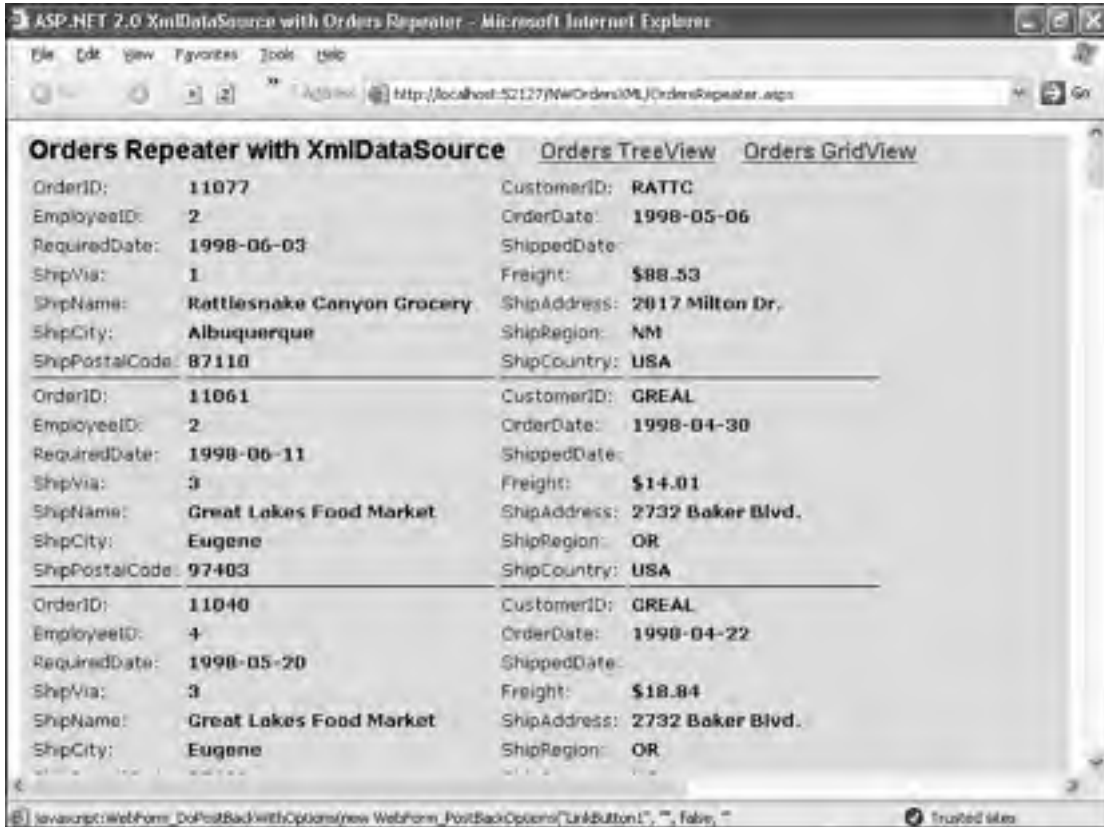 ASP.NET 2.0 XmlDataSource with Orders Repeater - Microsoft Internet Explorer
File Edit View Favorites Tools Help
Address http://localhost:52127/NWOrdersXML/OrdersRepeater.aspx Go
Orders Repeater with XmlDataSource Orders TreeView Orders GridView
OrderID: 11077 CustomerID: RATTC
EmployeeID: 2 OrderDate: 1998-05-06
RequiredDate: 1998-06-03 ShippedDate:
ShipVia: 1 Freight: $88.53
ShipName: Rattlesnake Canyon Grocery ShipAddress: 2817 Milton Dr.
ShipCity: Albuquerque ShipRegion: NM
ShipPostalCode: 87110 ShipCountry: USA
OrderID: 11061 CustomerID: GREAL
EmployeeID: 2 OrderDate: 1998-04-30
RequiredDate: 1998-06-11 ShippedDate:
ShipVia: 3 Freight: $14.01
ShipName: Great Lakes Food Market ShipAddress: 2732 Baker Blvd.
ShipCity: Eugene ShipRegion: OR
ShipPostalCode: 97403 ShipCountry: USA
OrderID: 11040 CustomerID: GREAL
EmployeeID: 4 OrderDate: 1998-04-22
RequiredDate: 1998-05-20 ShippedDate:
ShipVia: 3 Freight: $18.84
ShipName: Great Lakes Food Market ShipAddress: 2732 Baker Blvd.
ShipCity: Eugene ShipRegion: OR
javascript:WebForm_DoPostBackWithOptions(new WebForm_PostBackOptions("LinkButton1", "", false, "" Trusted sites